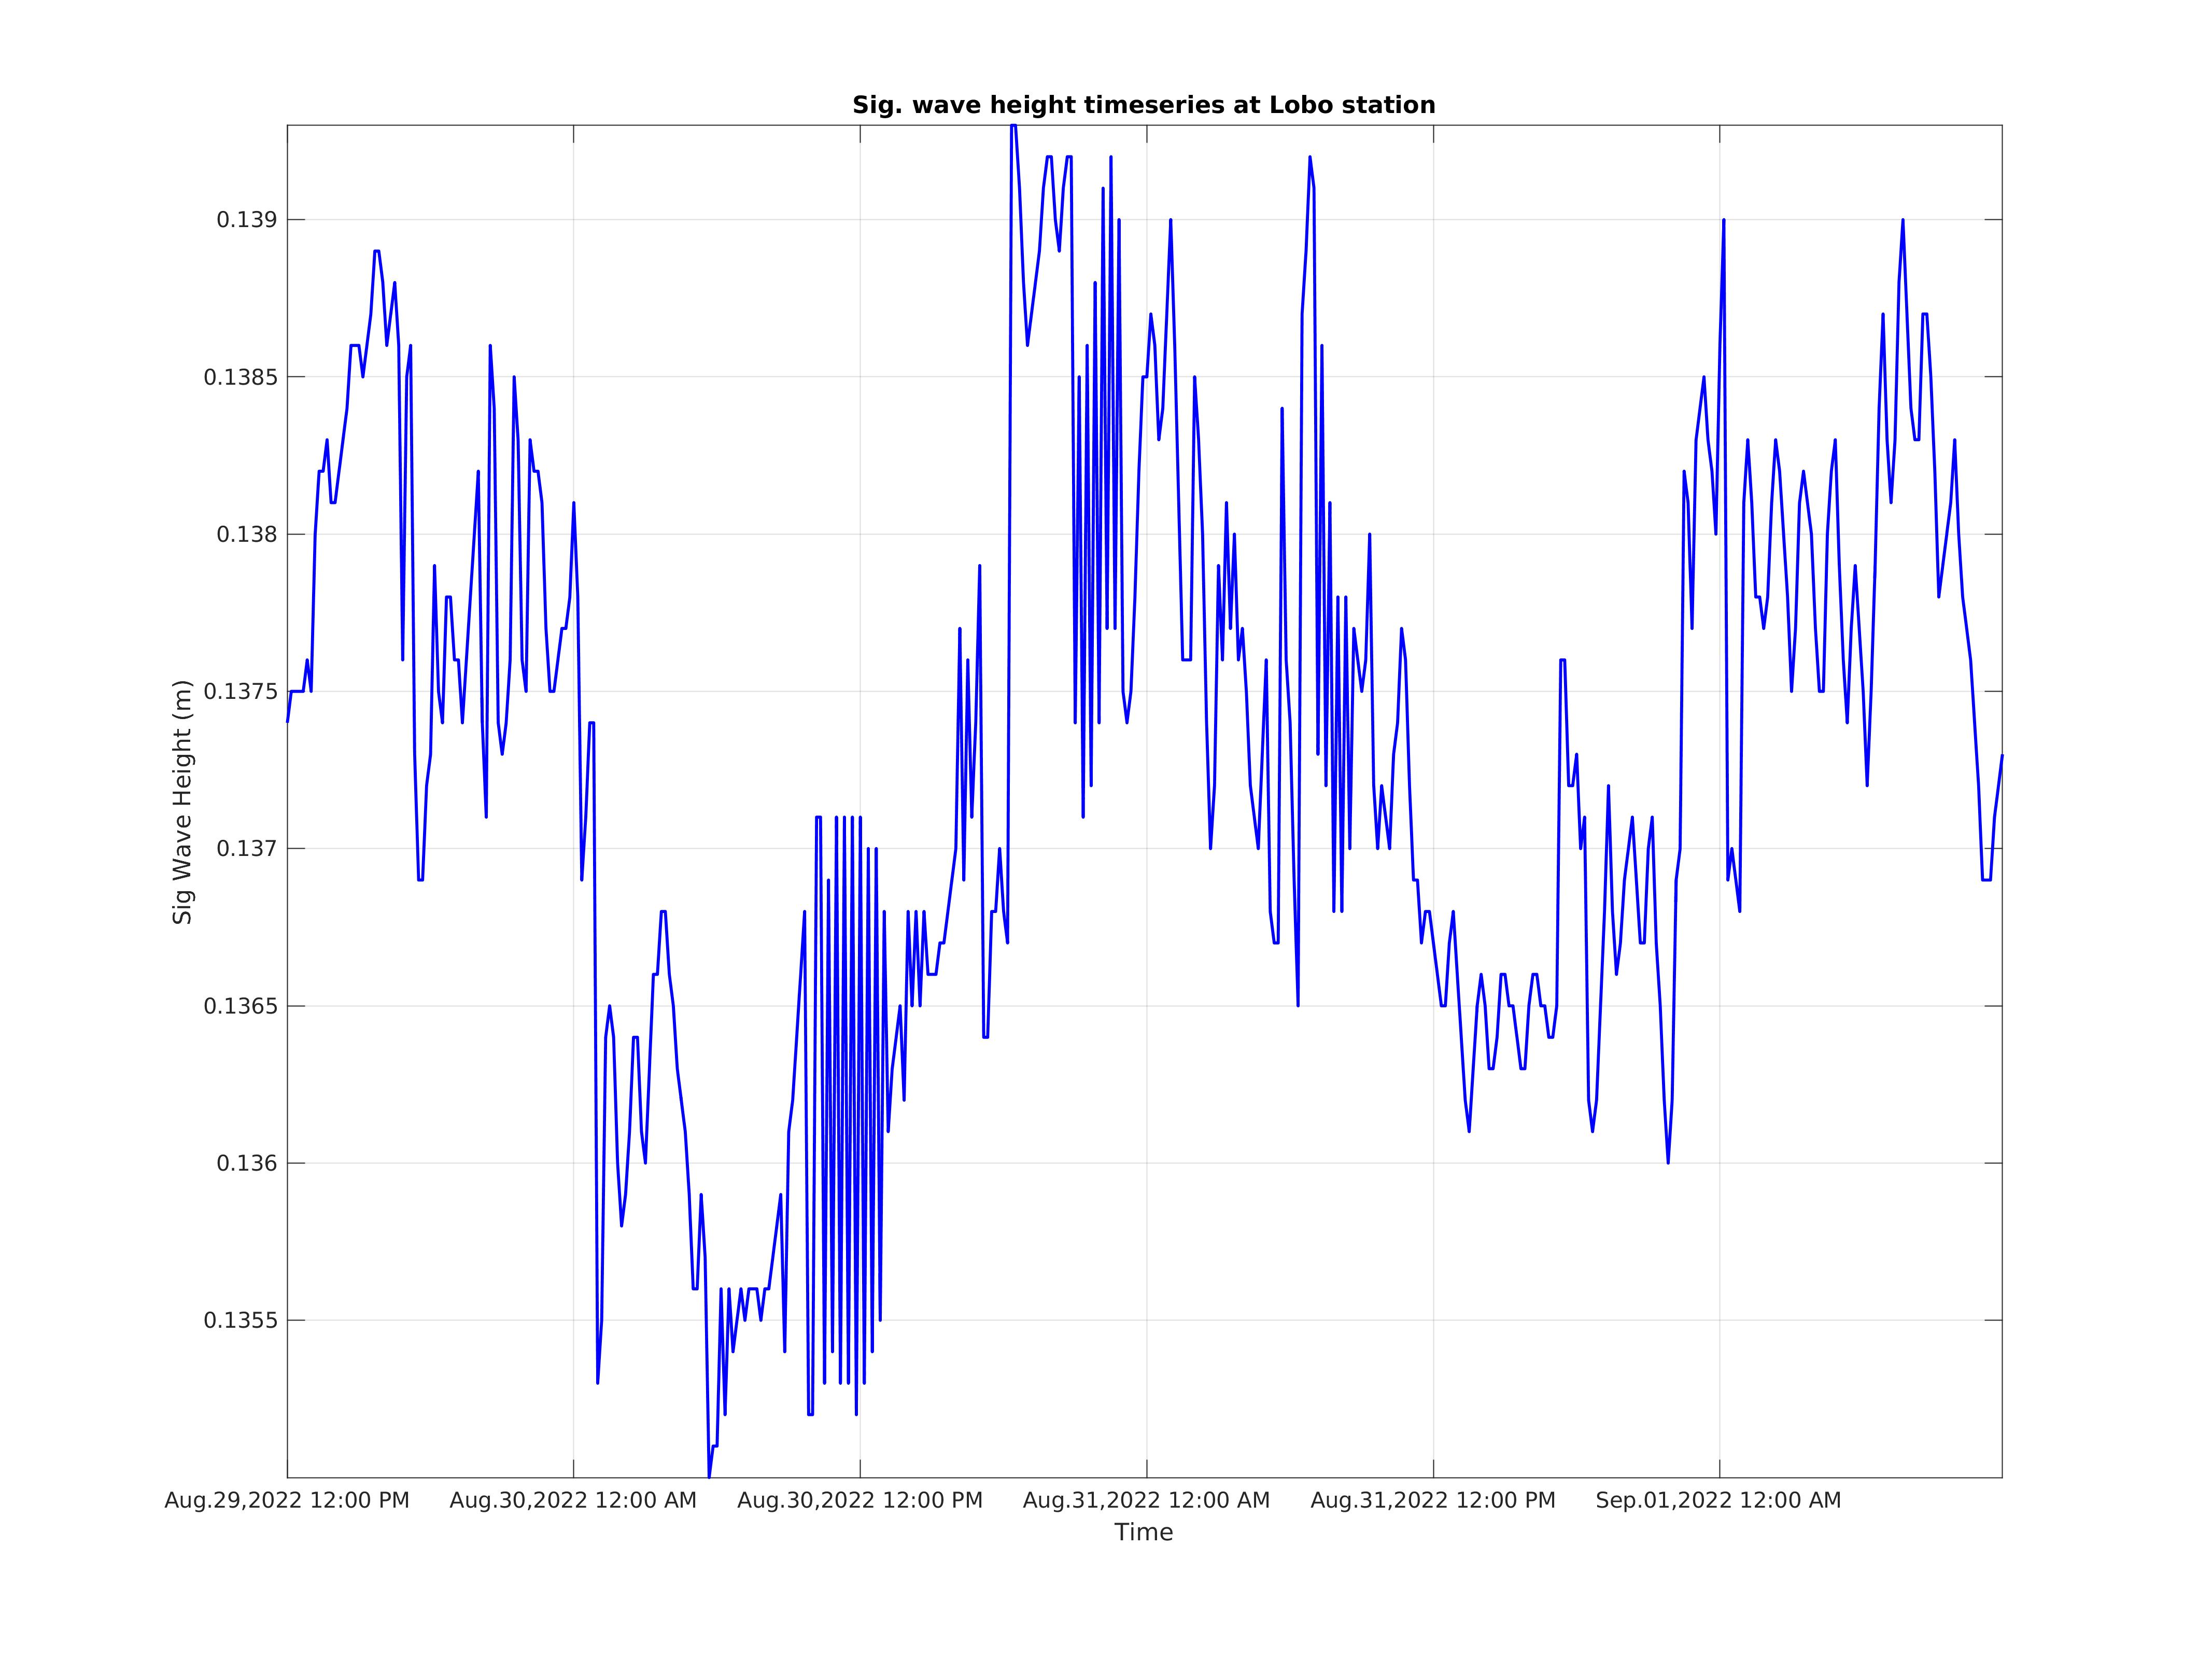 Sig. wave height timeseries at Lobo station
0.139
0.1385
0.138
0.1375
0.137
0.1365
0.136
0.1355
Sig Wave Height (m)
Aug.29,2022 12:00 PM Aug.30,2022 12:00 AM Aug.30,2022 12:00 PM Aug.31,2022 12:00 AM Aug.31,2022 12:00 PM Sep.01,2022 12:00 AM
Time